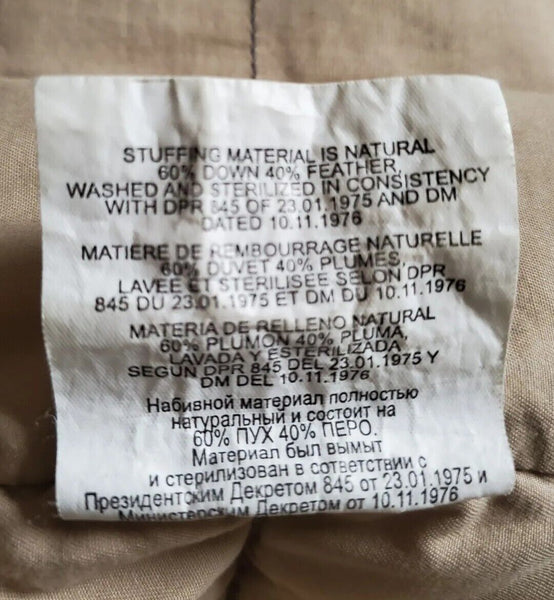 STUFFING MATERIAL IS NATURAL
60% DOWN 40% FEATHER,
WASHED AND STERILIZED IN CONSISTENCY
WITH DPR 845 OF 23.01.1975 AND DM
DATED 10.11.1976
MATIERE DE REMBOURRAGE NATURELLE
60% DUVET 40% PLUMES,
LAVEE ET STERILISEE SELON DPR
845 DU 23.01.1975 ET DM DU 10.11.1976
MATERIA DE RELLENO NATURAL
60% PLUMON 40% PLUMA,
LAVADA Y ESTERILIZADA
SEGUN DPR 845 DEL 23.01.1975 Y
DM DEL 10.11.1976
Набивной материал полностью
натуральный и состоит на
60% ПУХ 40% ПЕРО.
Материал был вымыт
и стерилизован в соответствии с
Президентским Декретом 845 от 23.01.1975 и
Министерским Декретом от 10.11.1976